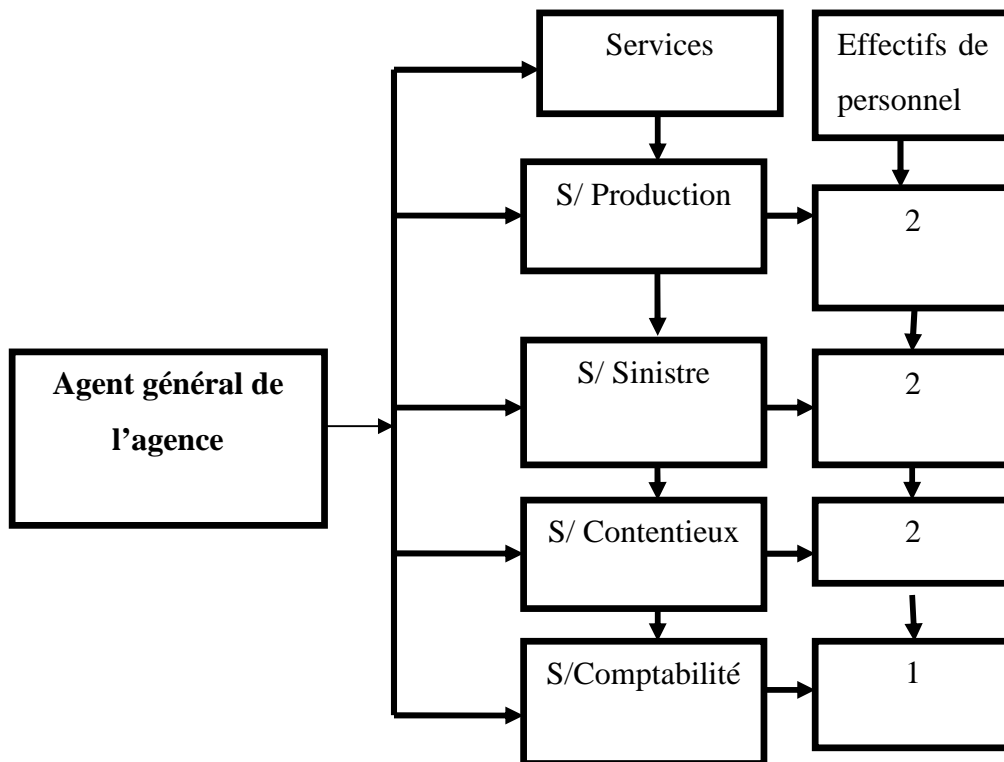 Services
Effectifs de
personnel
S/ Production
2
Agent général de
l’agence
S/ Sinistre
2
S/ Contentieux
2
S/Comptabilité
1